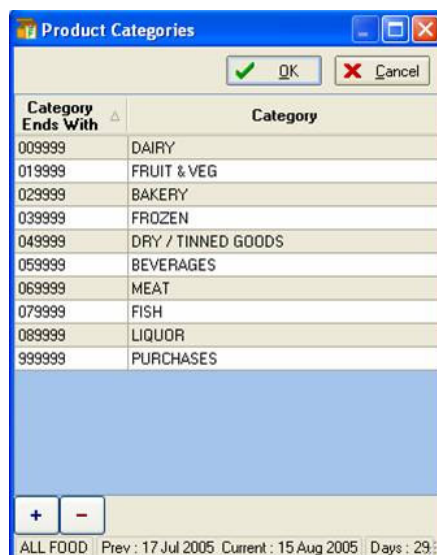 Product Categories
OK Cancel
Category Ends With Category
009999 DAIRY
019999 FRUIT & VEG
029999 BAKERY
039999 FROZEN
049999 DRY / TINNED GOODS
059999 BEVERAGES
069999 MEAT
079999 FISH
089999 LIQUOR
999999 PURCHASES
+ -
ALL FOOD Prev : 17 Jul 2005 Current : 15 Aug 2005 Days : 29